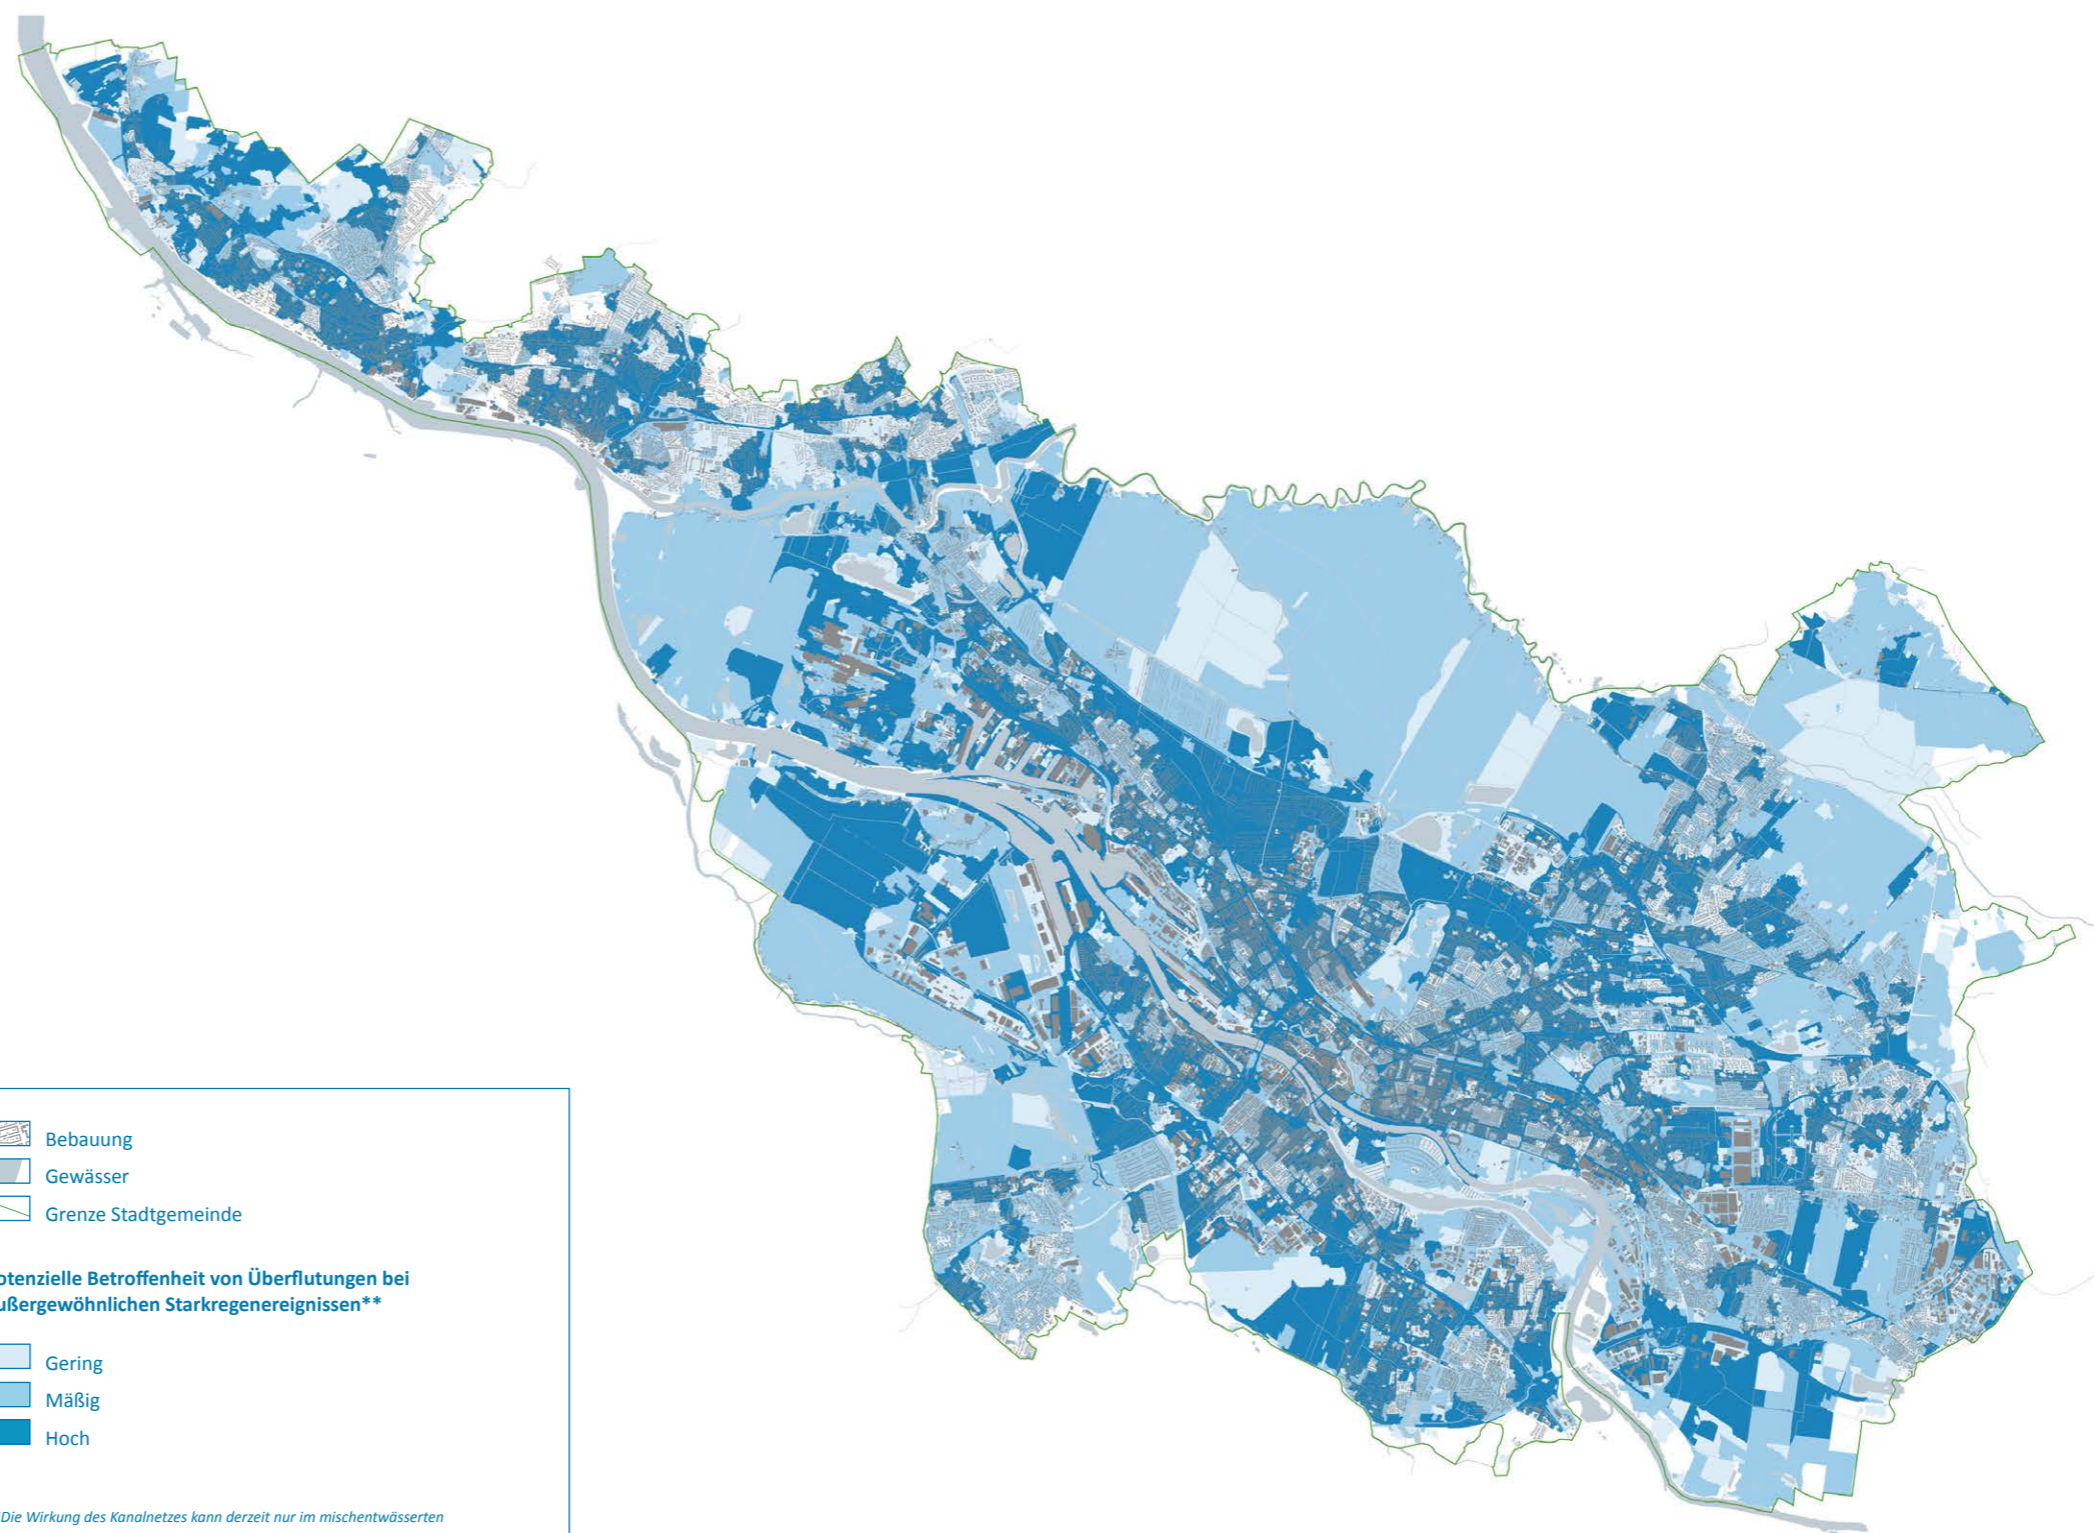 Bebauung
Gewässer
Grenze Stadtgemeinde
otenzielle Betroffenheit von Überflutungen bei
ußergewöhnlichen Starkregenereignissen**
Gering
Mäßig
Hoch
Die Wirkung des Kanalnetzes kann derzeit nur im mischentwässerten